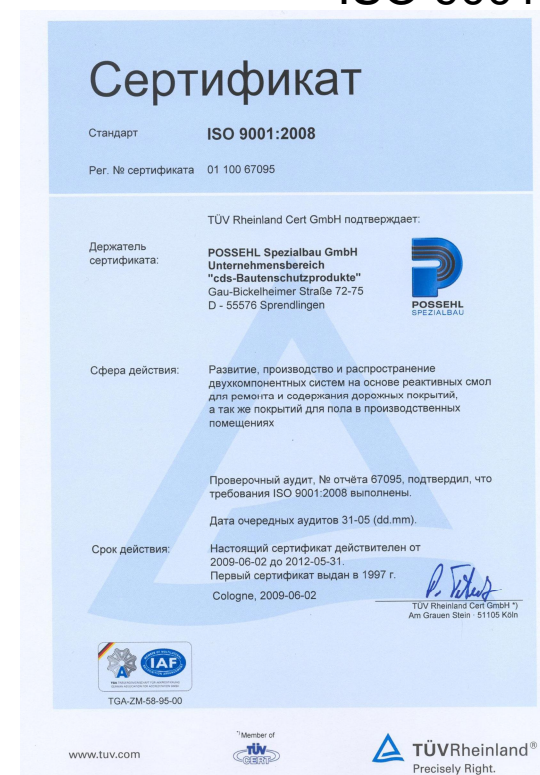 Сертификат
Стандарт ISO 9001:2008
Рег. № сертификата 01 100 67095
TÜV Rheinland Cert GmbH подтверждает:
Держатель
сертификата:
POSSEHL Spezialbau GmbH
Unternehmensbereich
"cds-Bautenschutzprodukte"
Gau-Bickelheimer Straße 72-75
D - 55576 Sprendlingen
POSSEHL
SPEZIALBAU
Сфера действия:
Развитие, производство и распространение
двухкомпонентных систем на основе реактивных смол
для ремонта и содержания дорожных покрытий,
а так же покрытий для пола в производственных
помещениях
Проверочный аудит, № отчёта 67095, подтвердил, что
требования ISO 9001:2008 выполнены.
Дата очередных аудитов 31-05 (dd.mm).
Срок действия:
Настоящий сертификат действителен от
2009-06-02 до 2012-05-31.
Первый сертификат выдан в 1997 г.
Cologne, 2009-06-02
TÜV Rheinland Cert GmbH *)
Am Grauen Stein · 51105 Köln
IAF
TGA-ZM-58-95-00
www.tuv.com
*)Member of
TÜV
CERT
TÜVRheinland®
Precisely Right.